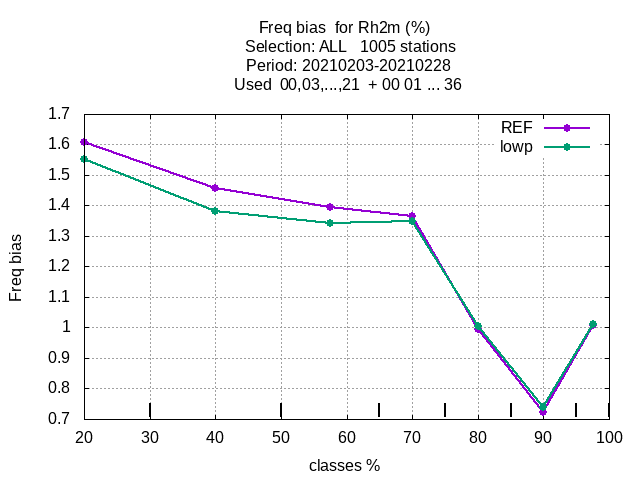 Freq bias  for Rh2m (%)
Selection: ALL   1005 stations
Period: 20210203-20210228
Used  00,03,...,21  + 00 01 ... 36
REF
lowp
1.7
1.6
1.5
1.4
1.3
1.2
1.1
1
0.9
0.8
0.7
Freq bias
20 30 40 50 60 70 80 90 100
classes %